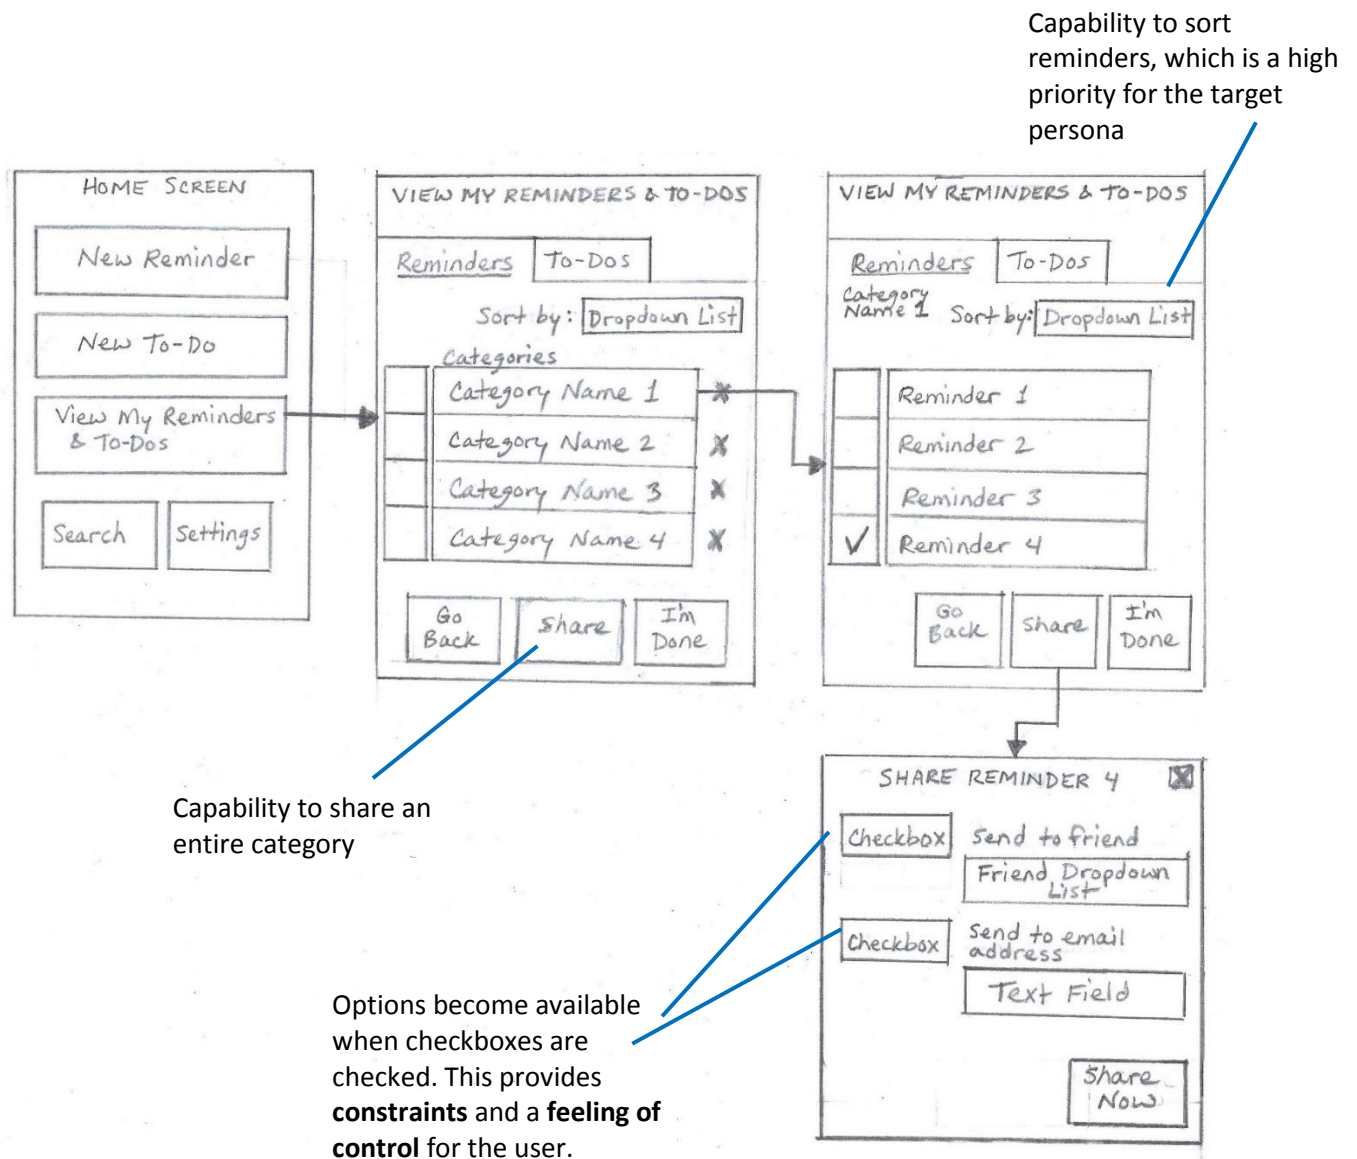 Capability to sort
reminders, which is a high
priority for the target
persona
HOME SCREEN
New Reminder
New To-Do
View My Reminders
& To-Dos
Search
Settings
VIEW MY REMINDERS & TO-DOS
Reminders
To-Dos
Sort by:
Dropdown List
Categories
Category Name 1
X
Category Name 2
X
Category Name 3
X
Category Name 4
X
Go
Back
Share
I'm
Done
VIEW MY REMINDERS & TO-DOS
Reminders
To-Dos
Category
Name 1
Sort by:
Dropdown List
Reminder 1
Reminder 2
Reminder 3
Reminder 4
Go
Back
Share
I'm
Done
Capability to share an
entire category
SHARE REMINDER 4
X
Checkbox
Send to friend
Friend Dropdown
List
Checkbox
Send to email
address
Text Field
Share
Now
Options become available
when checkboxes are
checked. This provides
constraints and a feeling of
control for the user.